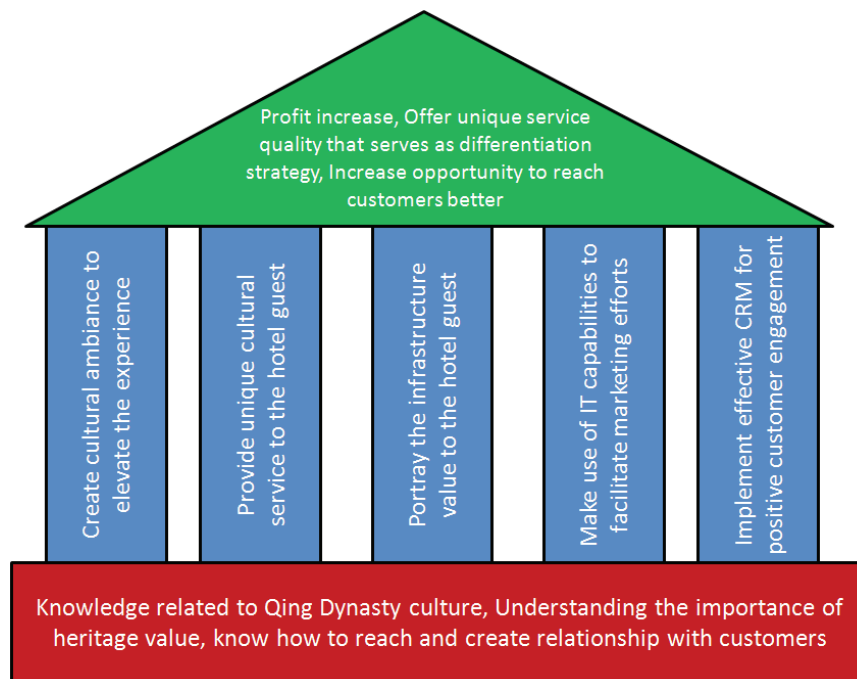 Profit increase, Offer unique service
quality that serves as differentiation
strategy, Increase opportunity to reach
customers better
Create cultural ambiance to
elevate the experience
Provide unique cultural
service to the hotel guest
Portray the infrastructure
value to the hotel guest
Make use of IT capabilities to
facilitate marketing efforts
Implement effective CRM for
positive customer engagement
Knowledge related to Qing Dynasty culture, Understanding the importance of
heritage value, know how to reach and create relationship with customers